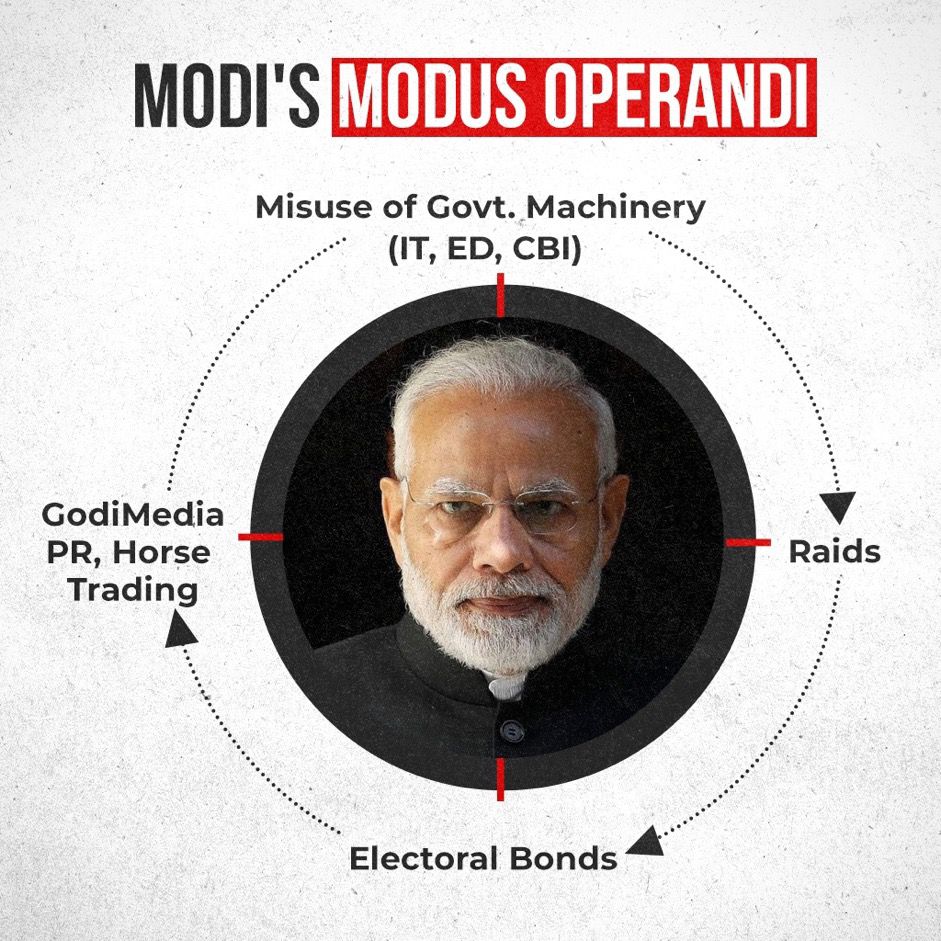 MODI'S MODUS OPERANDI
Misuse of Govt. Machinery
(IT, ED, CBI)
GodiMedia
PR, Horse
Trading
Raids
Electoral Bonds